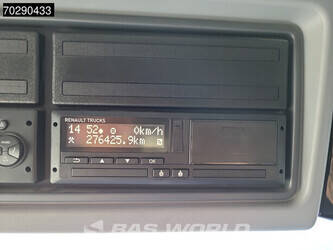 70290433
RENAULT TRUCKS
14 52 0km/h
276425.9km
OK
BAS WORLD